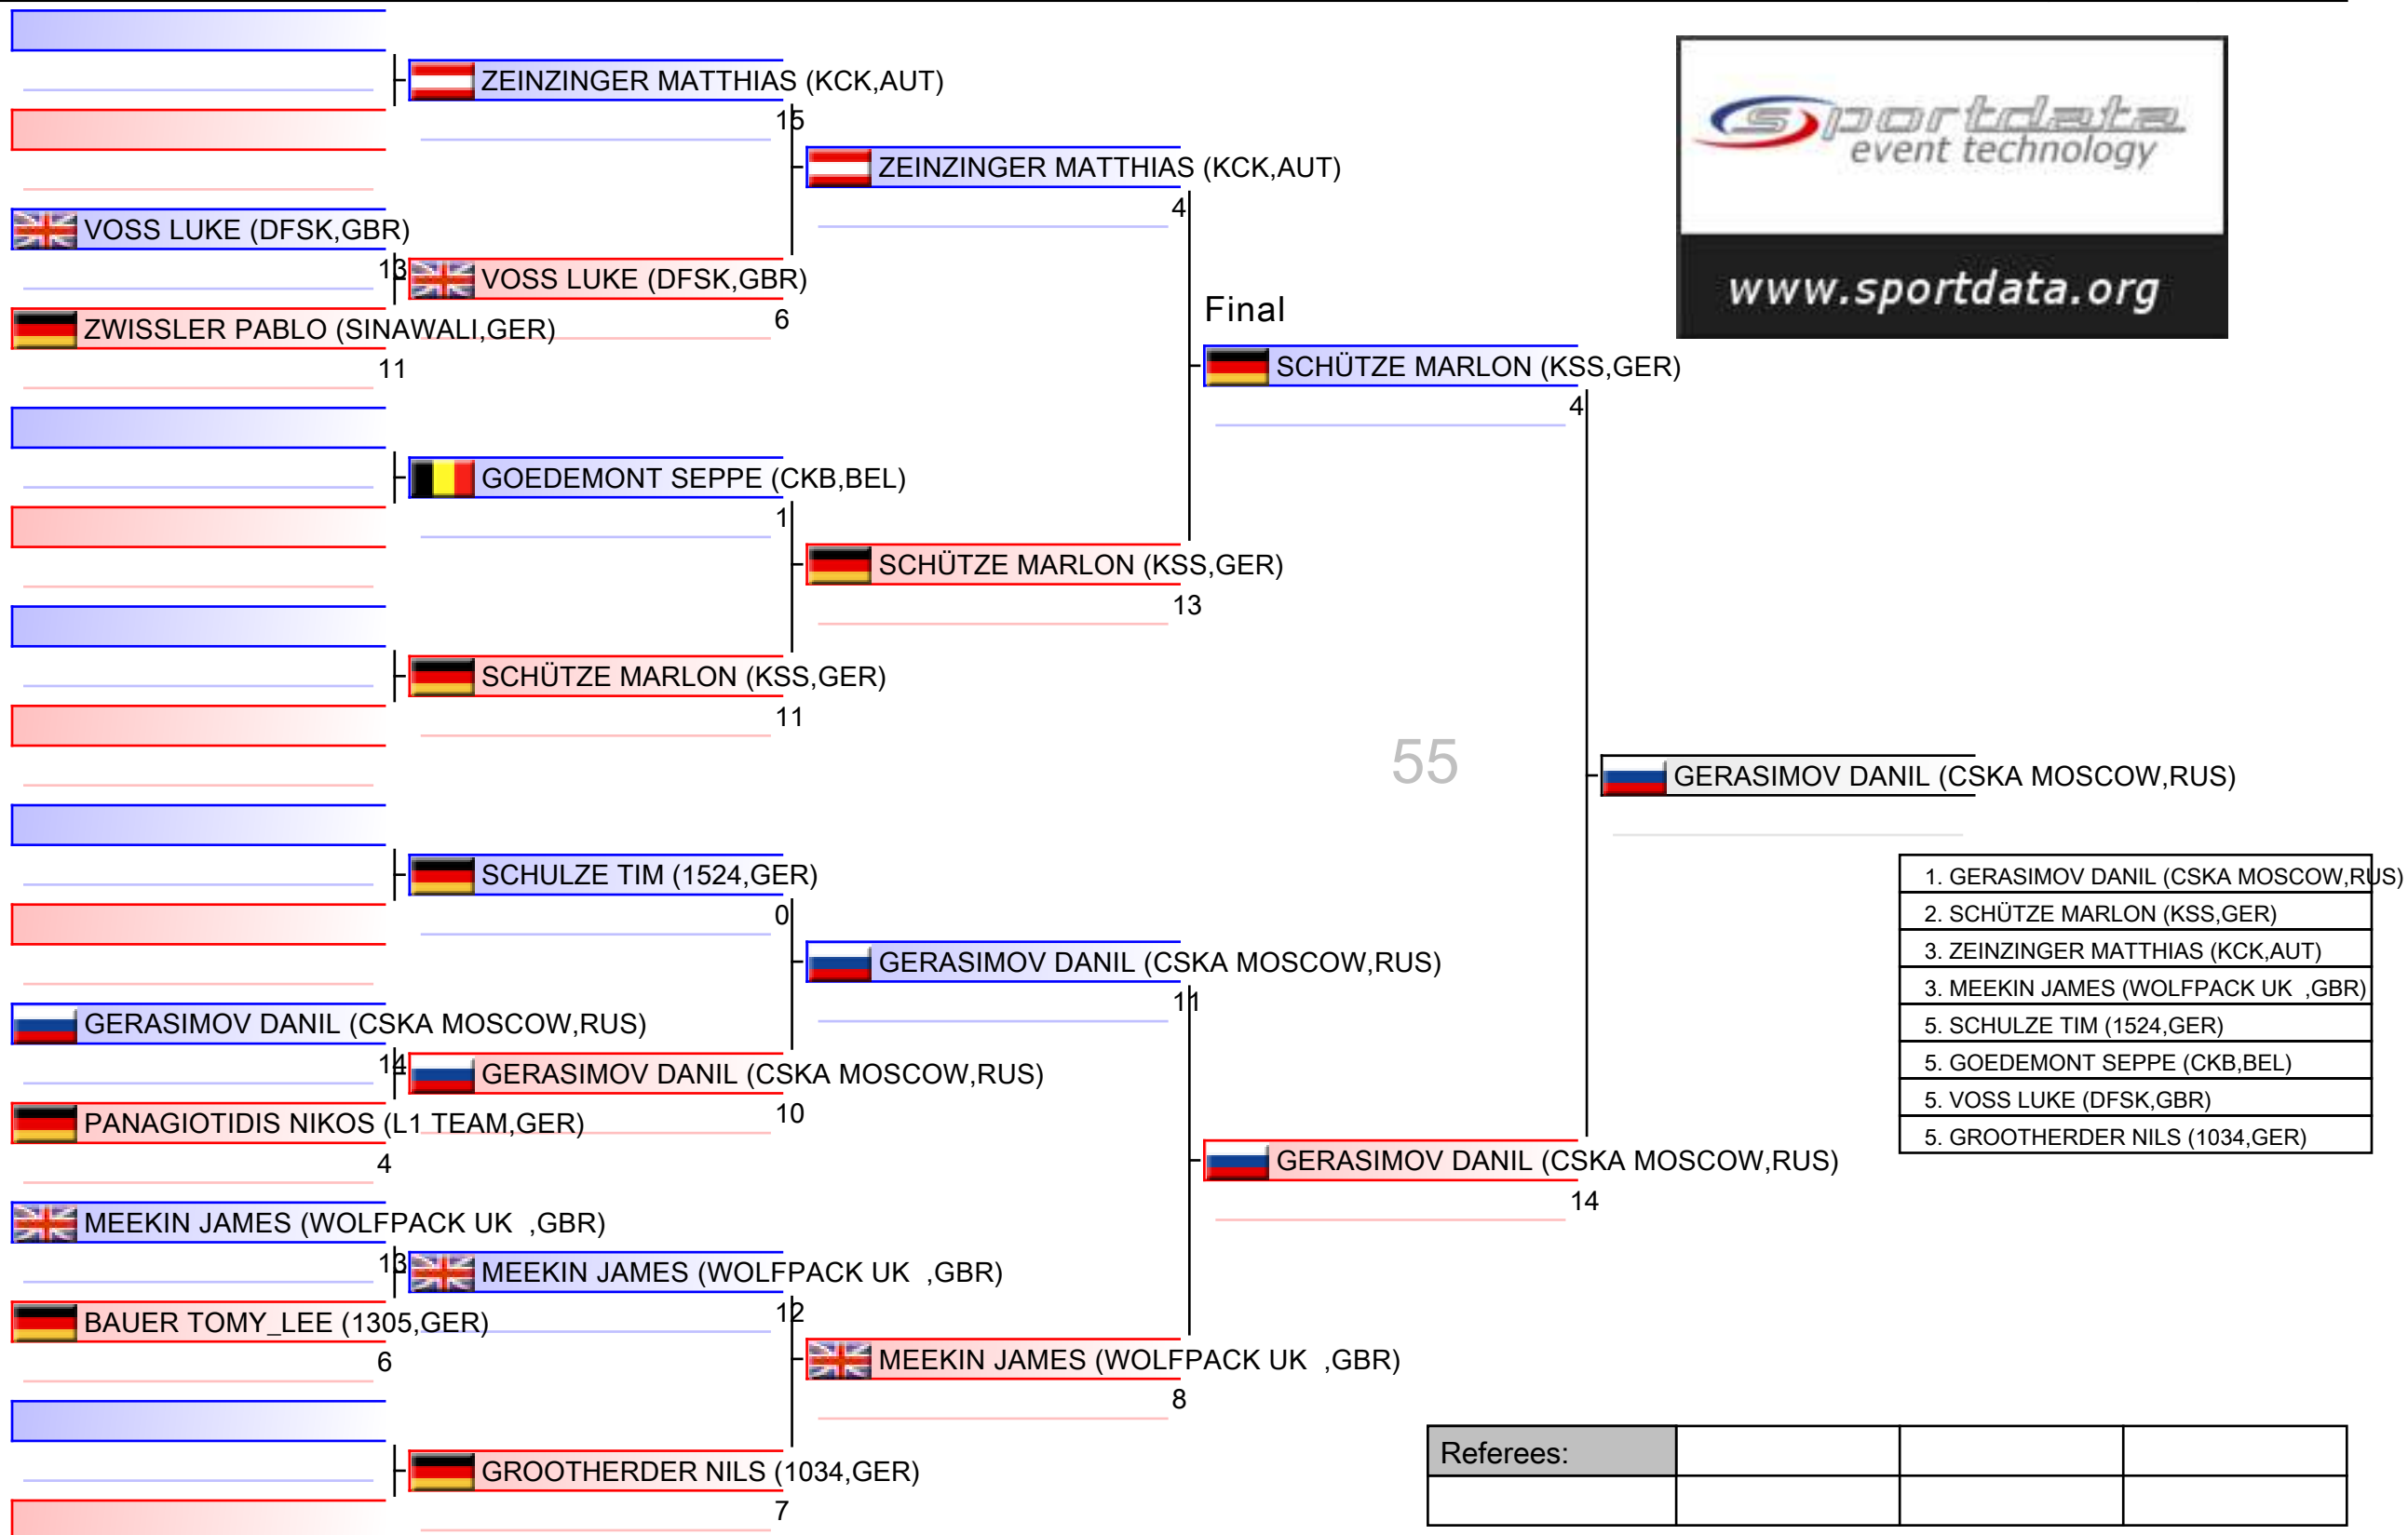 ZEINZINGER MATTHIAS (KCK,AUT)
15
VOSS LUKE (DFSK,GBR)
13
VOSS LUKE (DFSK,GBR)
6
ZWISSLER PABLO (SINAWALI,GER)
11
ZEINZINGER MATTHIAS (KCK,AUT)
4
GOEDEMONT SEPPE (CKB,BEL)
1
SCHÜTZE MARLON (KSS,GER)
13
SCHÜTZE MARLON (KSS,GER)
11
Final
SCHÜTZE MARLON (KSS,GER)
4
sportdata
event technology
www.sportdata.org
55
GERASIMOV DANIL (CSKA MOSCOW,RUS)
SCHULZE TIM (1524,GER)
0
GERASIMOV DANIL (CSKA MOSCOW,RUS)
11
GERASIMOV DANIL (CSKA MOSCOW,RUS)
14
GERASIMOV DANIL (CSKA MOSCOW,RUS)
10
PANAGIOTIDIS NIKOS (L1 TEAM,GER)
4
GERASIMOV DANIL (CSKA MOSCOW,RUS)
14
MEEKIN JAMES (WOLFPACK UK ,GBR)
13
MEEKIN JAMES (WOLFPACK UK ,GBR)
12
BAUER TOMY_LEE (1305,GER)
6
MEEKIN JAMES (WOLFPACK UK ,GBR)
8
GROOTHERDER NILS (1034,GER)
7
1. GERASIMOV DANIL (CSKA MOSCOW,RUS)
2. SCHÜTZE MARLON (KSS,GER)
3. ZEINZINGER MATTHIAS (KCK,AUT)
3. MEEKIN JAMES (WOLFPACK UK ,GBR)
5. SCHULZE TIM (1524,GER)
5. GOEDEMONT SEPPE (CKB,BEL)
5. VOSS LUKE (DFSK,GBR)
5. GROOTHERDER NILS (1034,GER)
Referees: